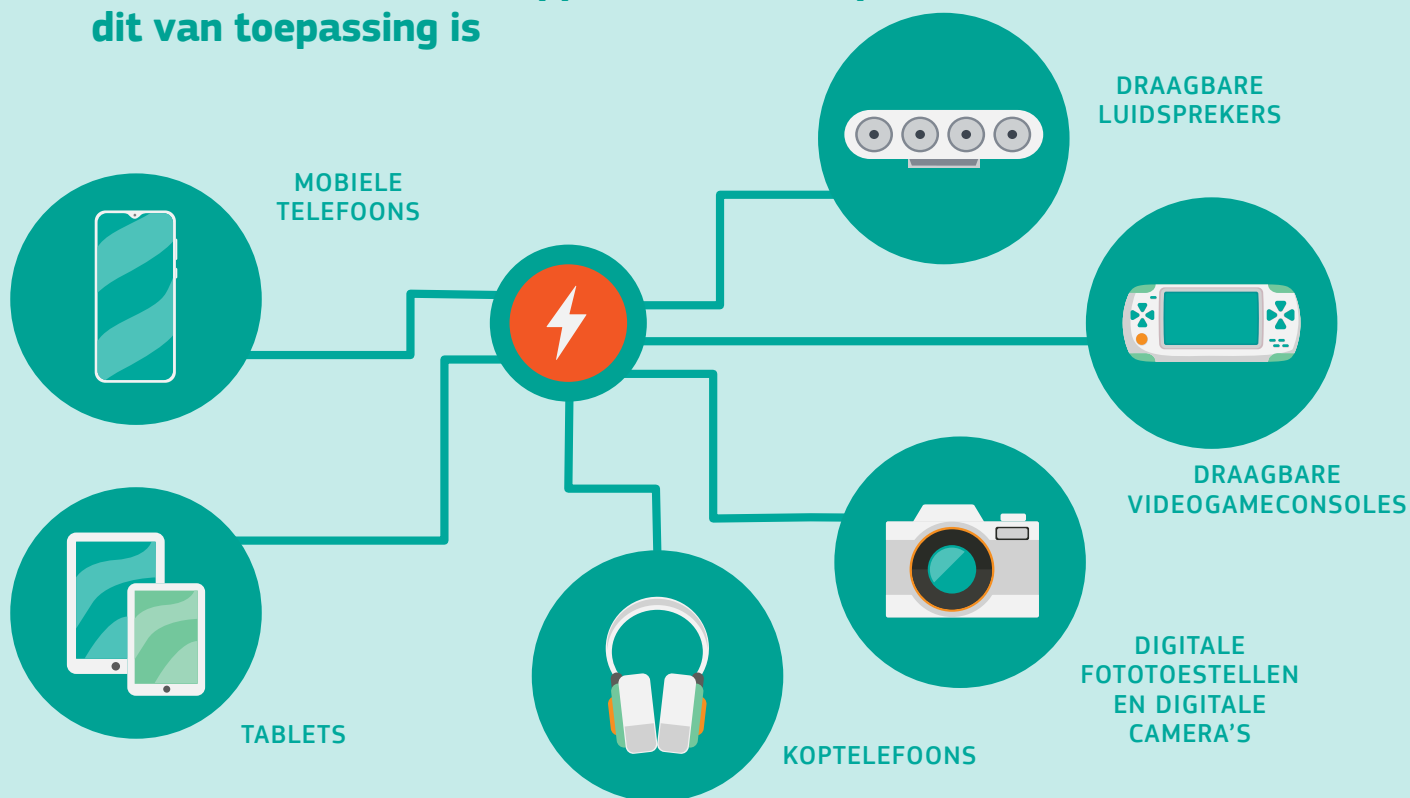 dit van toepassing is
DRAAGBARE
LUIDSPREKERS
MOBIELE
TELEFOONS
DRAAGBARE
VIDEOGAMECONSOLES
DIGITALE
FOTOTOESTELLEN
EN DIGITALE
CAMERA'S
TABLETS
KOPTELEFOONS